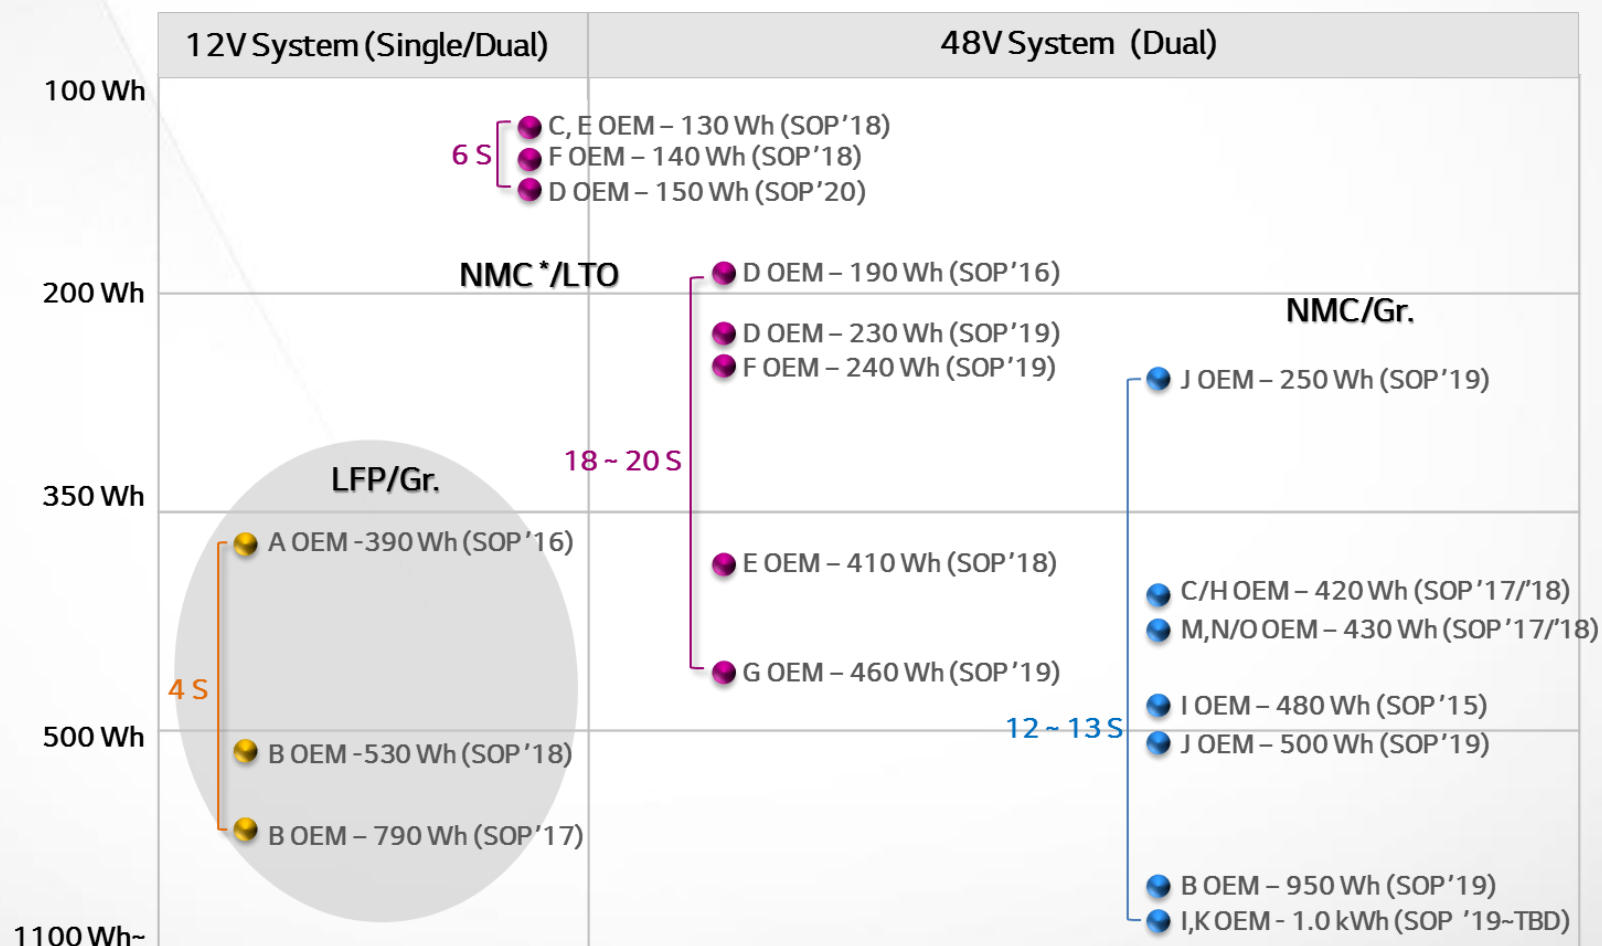 12V System (Single/Dual)
48V System (Dual)
100 Wh
C, E OEM – 130 Wh (SOP '18)
6 S
F OEM – 140 Wh (SOP '18)
D OEM – 150 Wh (SOP '20)
NMC */LTO
D OEM – 190 Wh (SOP '16)
200 Wh
NMC/Gr.
D OEM – 230 Wh (SOP '19)
F OEM – 240 Wh (SOP '19)
J OEM – 250 Wh (SOP '19)
18 ~ 20 S
LFP/Gr.
350 Wh
A OEM -390 Wh (SOP '16)
E OEM – 410 Wh (SOP '18)
C/H OEM – 420 Wh (SOP '17/'18)
M,N/O OEM – 430 Wh (SOP '17/'18)
G OEM – 460 Wh (SOP '19)
4 S
I OEM – 480 Wh (SOP '15)
12 ~ 13 S
500 Wh
J OEM – 500 Wh (SOP '19)
B OEM -530 Wh (SOP '18)
B OEM – 790 Wh (SOP '17)
B OEM – 950 Wh (SOP '19)
I,K OEM - 1.0 kWh (SOP '19~TBD)
1100 Wh~